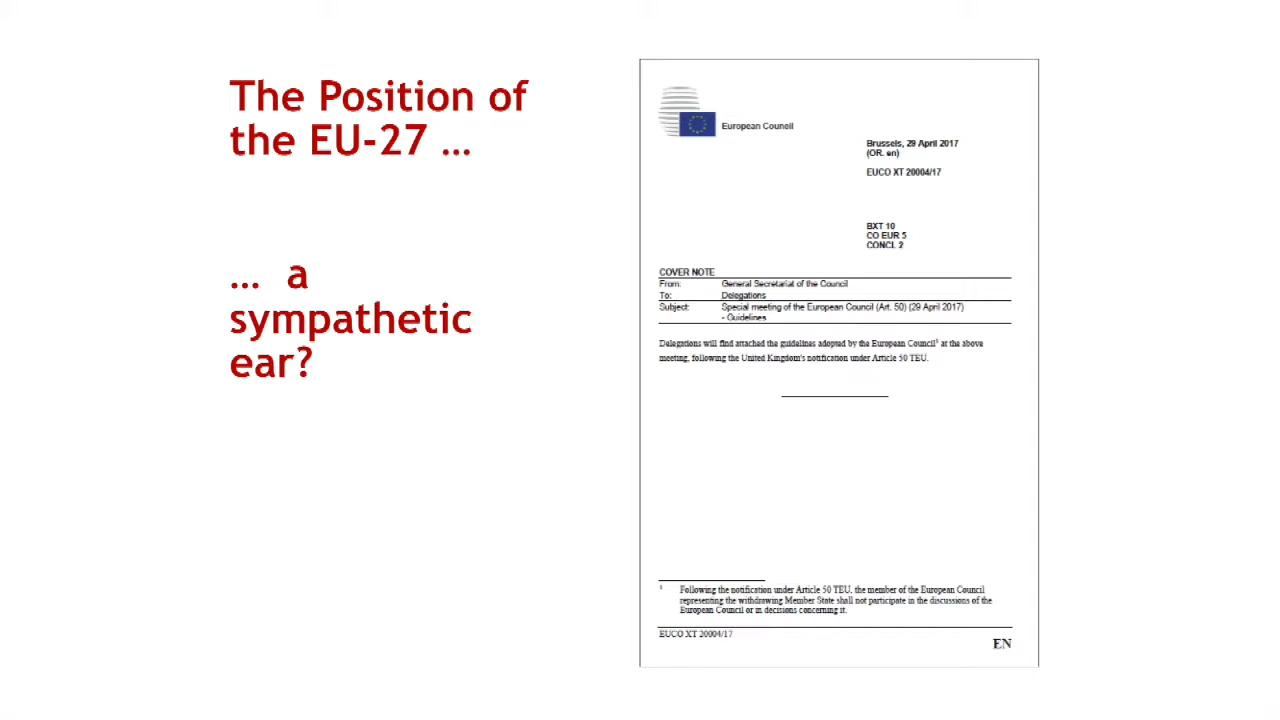 The Position of
the EU-27 ...
... a
sympathetic
ear?
European Council
Brussels, 29 April 2017
(OR. en)
EUCO XT 20004/17
BXT 10
CO EUR 5
CONCL 2
COVER NOTE
From: General Secretariat of the Council
To: Delegations
Subject: Special meeting of the European Council (Art. 50) (29 April 2017)
- Guidelines
Delegations will find attached the guidelines adopted by the European Council¹ at the above
meeting, following the United Kingdom's notification under Article 50 TEU.
¹ Following the notification under Article 50 TEU, the member of the European Council
representing the withdrawing Member State shall not participate in the discussions of the
European Council or in decisions concerning it.
EUCO XT 20004/17
EN